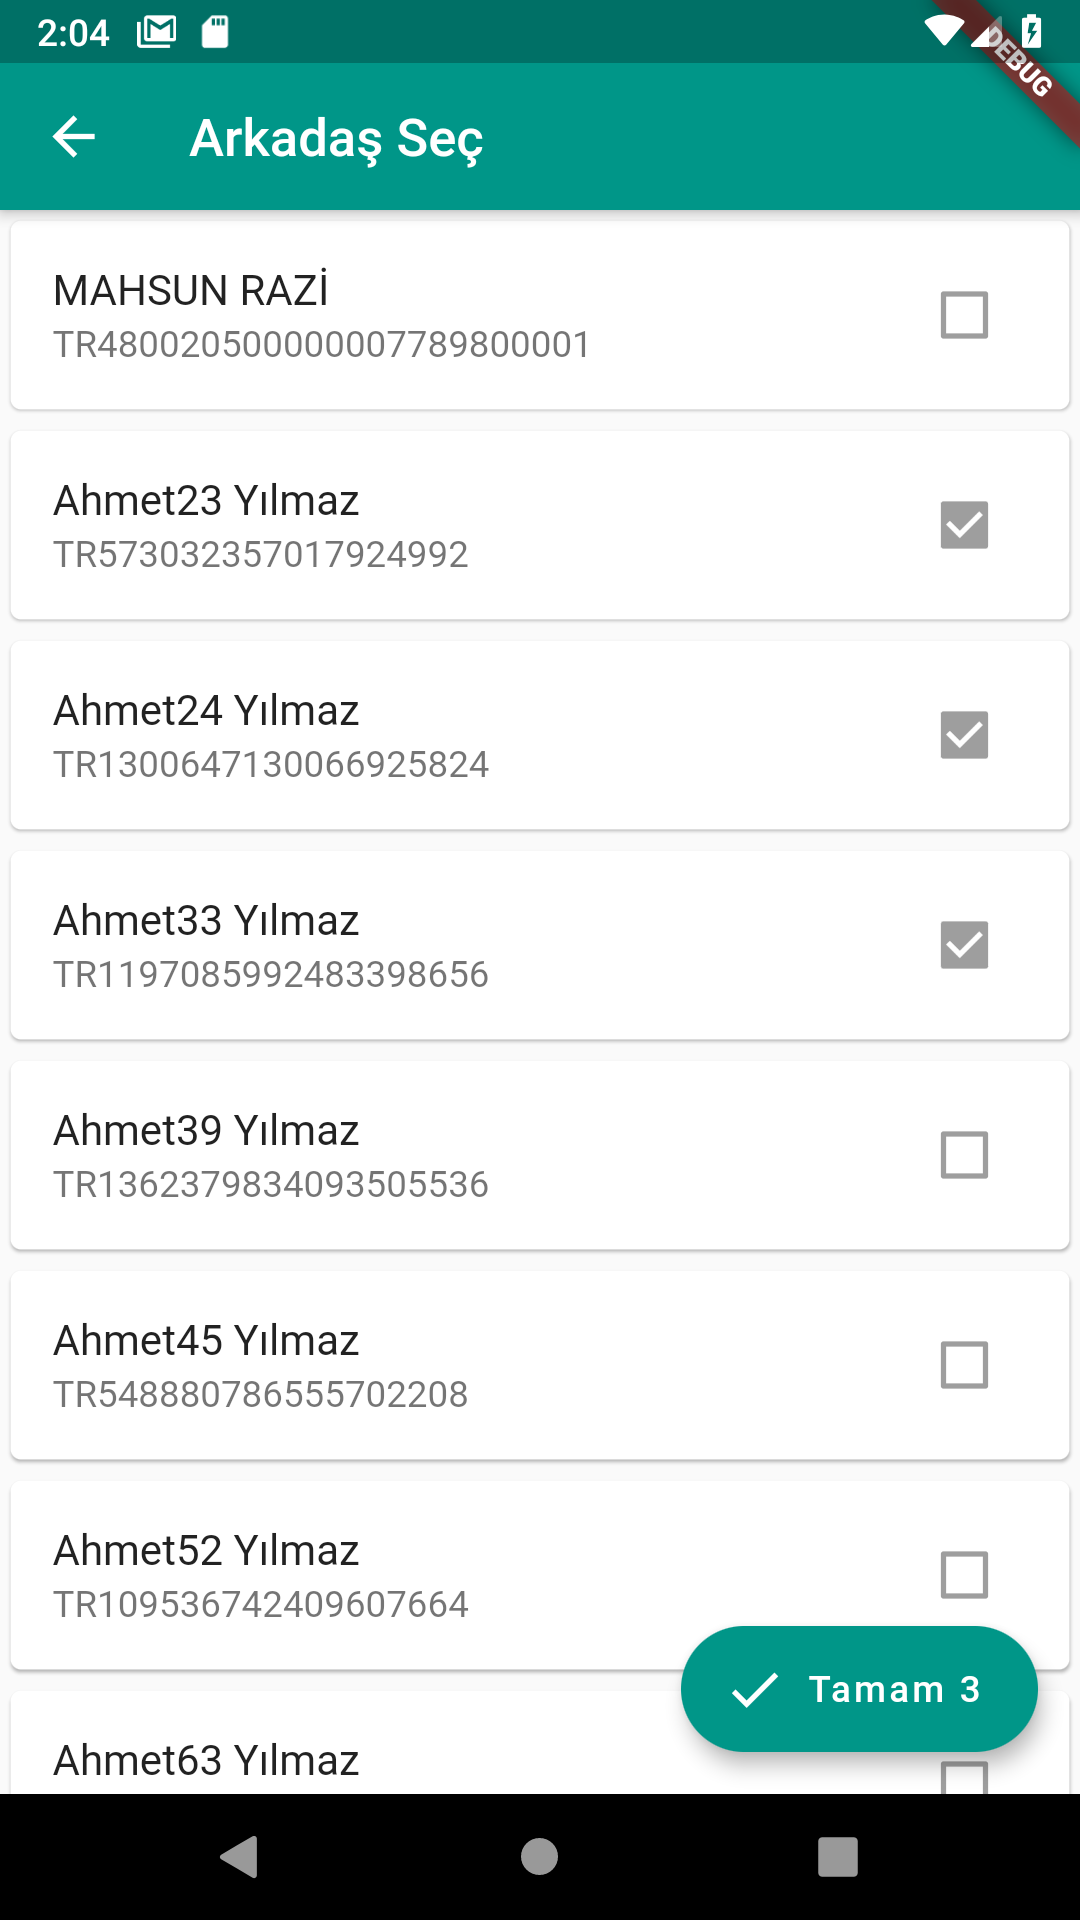 2:04
DEBUG
Arkadaş Seç
MAHSUN RAZİ
TR480020500000007789800001
Ahmet23 Yılmaz
TR573032357017924992
Ahmet24 Yılmaz
TR1300647130066925824
Ahmet33 Yılmaz
TR1197085992483398656
Ahmet39 Yılmaz
TR1362379834093505536
Ahmet45 Yılmaz
TR548880786555702208
Ahmet52 Yılmaz
TR109536742409607664
Tamam 3
Ahmet63 Yılmaz